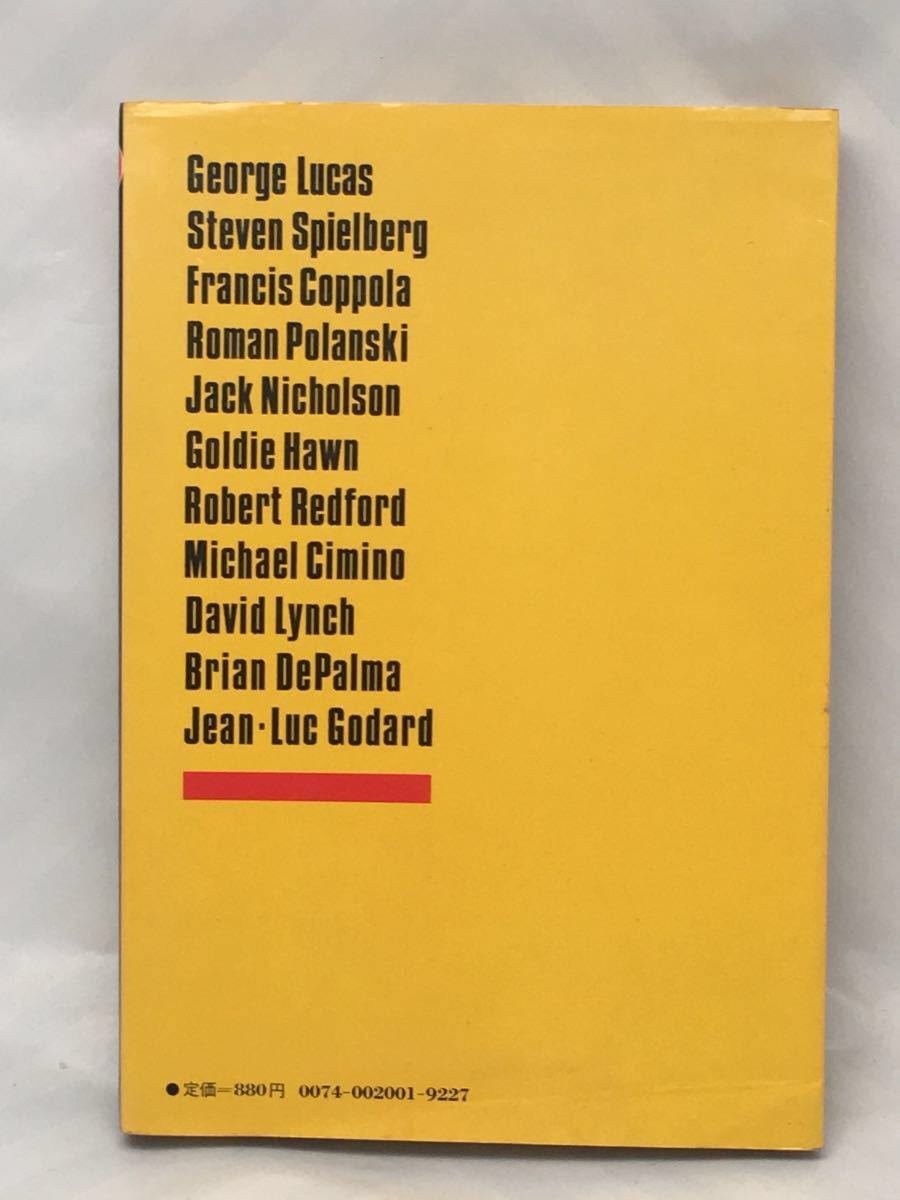 George Lucas
Steven Spielberg
Francis Coppola
Roman Polanski
Jack Nicholson
Goldie Hawn
Robert Redford
Michael Cimino
David Lynch
Brian DePalma
Jean·Luc Godard
●定価=880円 0074-002001-9227